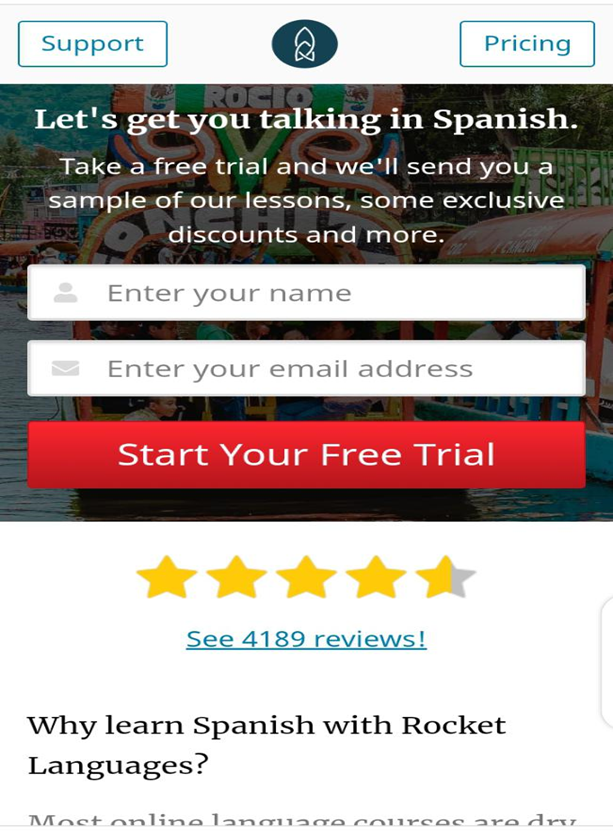 Support
Pricing
ROCIO
Let's get you talking in Spanish.
Take a free trial and we'll send you a
sample of our lessons, some exclusive
discounts and more.
Enter your name
Enter your email address
Start Your Free Trial
See 4189 reviews!
Why learn Spanish with Rocket
Languages?
Most online language courses are dry,